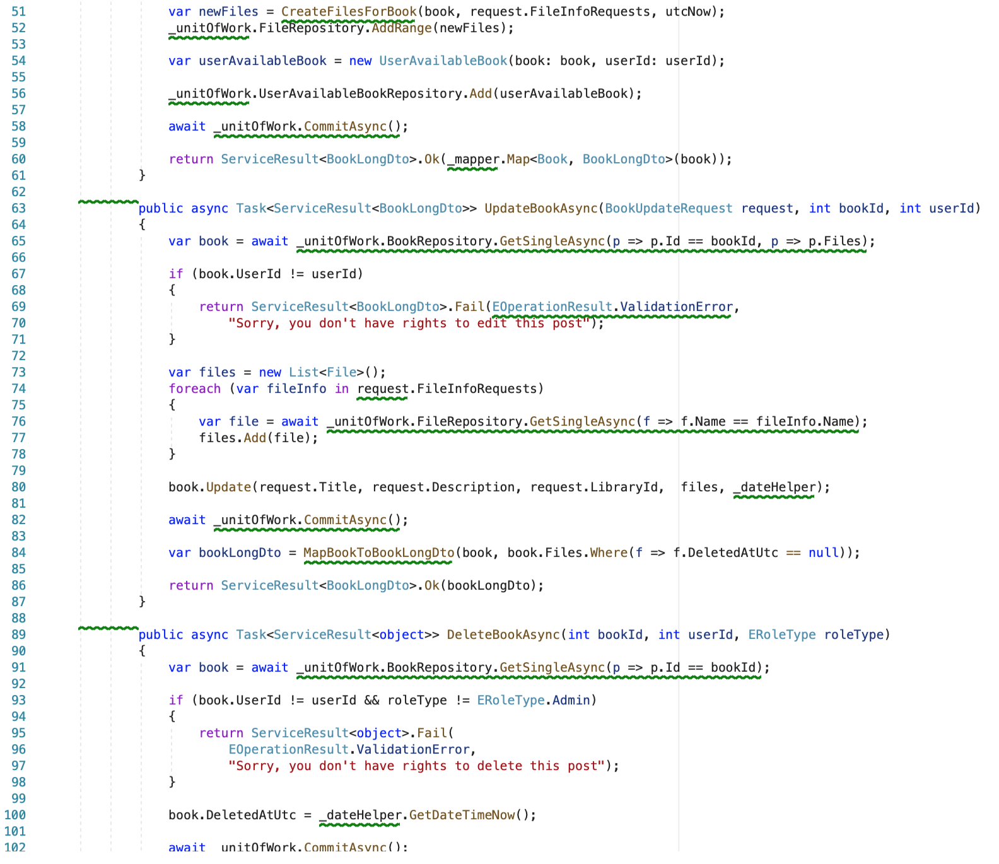 51 var newFiles = CreateFilesForBook(book, request.FileInfoRequests, utcNow);
52 _unitOfWork.FileRepository.AddRange(newFiles);
53
54 var userAvailableBook = new UserAvailableBook(book: book, userId: userId);
55
56 _unitOfWork.UserAvailableBookRepository.Add(userAvailableBook);
57
58 await _unitOfWork.CommitAsync();
59
60 return ServiceResult<BookLongDto>.Ok(_mapper.Map<Book, BookLongDto>(book));
61 }
62
63 public async Task<ServiceResult<BookLongDto>> UpdateBookAsync(BookUpdateRequest request, int bookId, int userId)
64 {
65 var book = await _unitOfWork.BookRepository.GetSingleAsync(p => p.Id == bookId, p => p.Files);
66
67 if (book.UserId != userId)
68 {
69 return ServiceResult<BookLongDto>.Fail(EOperationResult.ValidationError,
70 "Sorry, you don't have rights to edit this post");
71 }
72
73 var files = new List<File>();
74 foreach (var fileInfo in request.FileInfoRequests)
75 {
76 var file = await _unitOfWork.FileRepository.GetSingleAsync(f => f.Name == fileInfo.Name);
77 files.Add(file);
78 }
79
80 book.Update(request.Title, request.Description, request.LibraryId,  files, _dateHelper);
81
82 await _unitOfWork.CommitAsync();
83
84 var bookLongDto = MapBookToBookLongDto(book, book.Files.Where(f => f.DeletedAtUtc == null));
85
86 return ServiceResult<BookLongDto>.Ok(bookLongDto);
87 }
88
89 public async Task<ServiceResult<object>> DeleteBookAsync(int bookId, int userId, ERoleType roleType)
90 {
91 var book = await _unitOfWork.BookRepository.GetSingleAsync(p => p.Id == bookId);
92
93 if (book.UserId != userId && roleType != ERoleType.Admin)
94 {
95 return ServiceResult<object>.Fail(
96 EOperationResult.ValidationError,
97 "Sorry, you don't have rights to delete this post");
98 }
99
100 book.DeletedAtUtc = _dateHelper.GetDateTimeNow();
101
102 await _unitOfWork.CommitAsync();